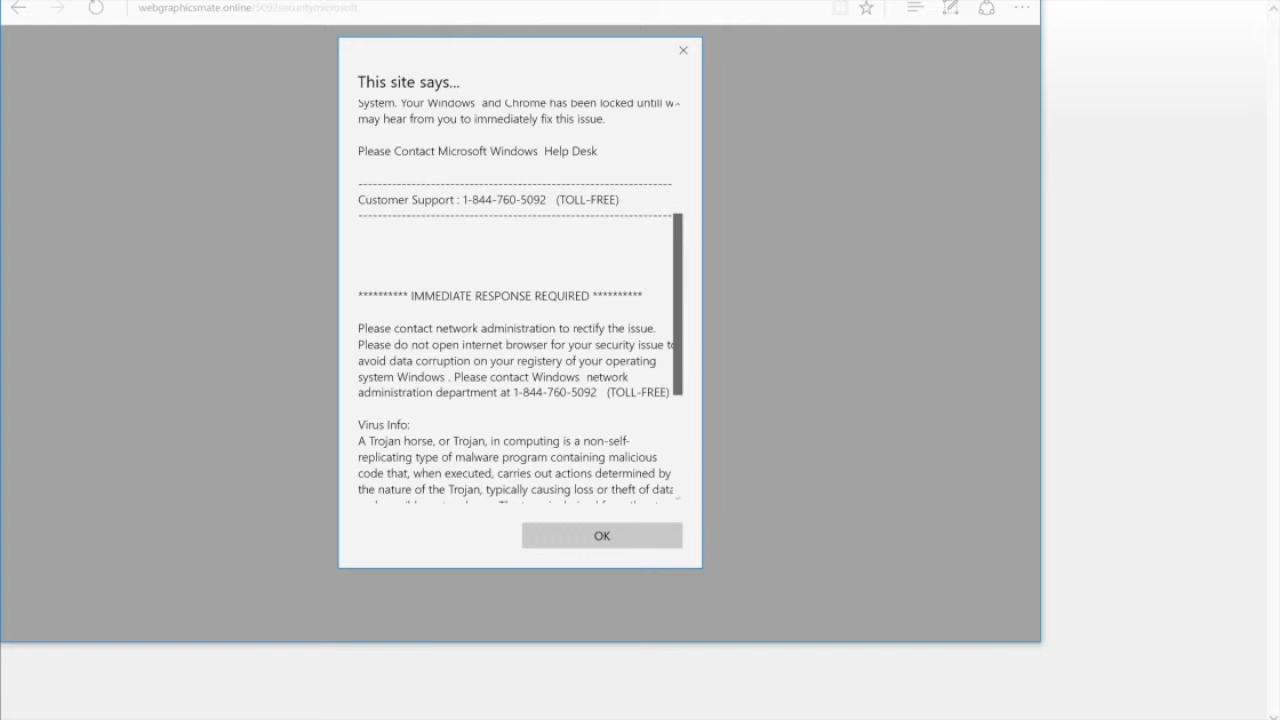 webgraphicsmate.online/5092securitymicrosoft
This site says...
System. Your Windows and Chrome has been locked untill w
may hear from you to immediately fix this issue.
Please Contact Microsoft Windows Help Desk
----------------------------------------------------------------
Customer Support : 1-844-760-5092 (TOLL-FREE)
----------------------------------------------------------------
********** IMMEDIATE RESPONSE REQUIRED **********
Please contact network administration to rectify the issue.
Please do not open internet browser for your security issue to
avoid data corruption on your registery of your operating
system Windows . Please contact Windows network
administration department at 1-844-760-5092 (TOLL-FREE)
Virus Info:
A Trojan horse, or Trojan, in computing is a non-self-
replicating type of malware program containing malicious
code that, when executed, carries out actions determined by
the nature of the Trojan, typically causing loss or theft of data
OK